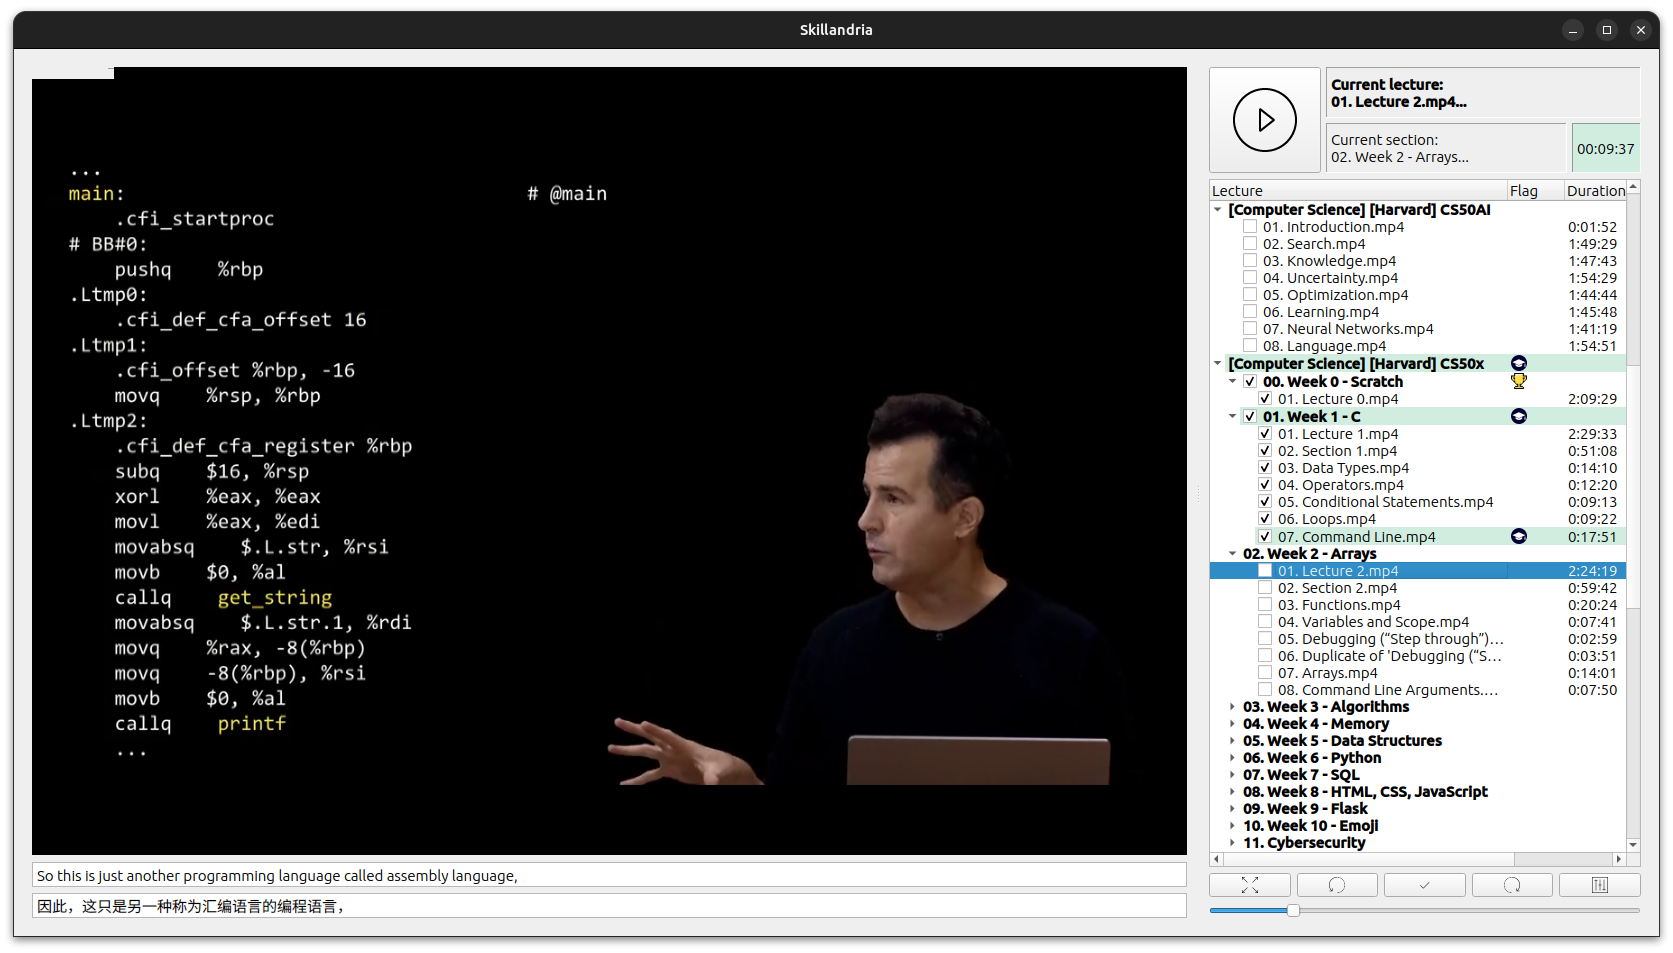 Skillandria
...
main: # @main
.cfi_startproc
# BB#0:
pushq %rbp
.Ltmp0:
.cfi_def_cfa_offset 16
.Ltmp1:
.cfi_offset %rbp, -16
movq %rsp, %rbp
.Ltmp2:
.cfi_def_cfa_register %rbp
subq $16, %rsp
xorl %eax, %eax
movl %eax, %edi
movabsq $.L.str, %rsi
movb $0, %al
callq get_string
movabsq $.L.str.1, %rdi
movq %rax, -8(%rbp)
movq -8(%rbp), %rsi
movb $0, %al
callq printf
...
So this is just another programming language called assembly language,
因此，这只是另一种称为汇编语言的编程语言，
Current lecture:
01. Lecture 2.mp4...
Current section:
02. Week 2 - Arrays...
00:09:37
Lecture Flag Duration
[Computer Science] [Harvard] CS50AI
01. Introduction.mp4 0:01:52
02. Search.mp4 1:49:29
03. Knowledge.mp4 1:47:43
04. Uncertainty.mp4 1:54:29
05. Optimization.mp4 1:44:44
06. Learning.mp4 1:45:48
07. Neural Networks.mp4 1:41:19
08. Language.mp4 1:54:51
[Computer Science] [Harvard] CS50x
00. Week 0 - Scratch
01. Lecture 0.mp4 2:09:29
01. Week 1 - C
01. Lecture 1.mp4 2:29:33
02. Section 1.mp4 0:51:08
03. Data Types.mp4 0:14:10
04. Operators.mp4 0:12:20
05. Conditional Statements.mp4 0:09:13
06. Loops.mp4 0:09:22
07. Command Line.mp4 0:17:51
02. Week 2 - Arrays
01. Lecture 2.mp4 2:24:19
02. Section 2.mp4 0:59:42
03. Functions.mp4 0:20:24
04. Variables and Scope.mp4 0:07:41
05. Debugging (“Step through”)... 0:02:59
06. Duplicate of 'Debugging (“S... 0:03:51
07. Arrays.mp4 0:14:01
08. Command Line Arguments.... 0:07:50
03. Week 3 - Algorithms
04. Week 4 - Memory
05. Week 5 - Data Structures
06. Week 6 - Python
07. Week 7 - SQL
08. Week 8 - HTML, CSS, JavaScript
09. Week 9 - Flask
10. Week 10 - Emoji
11. Cybersecurity